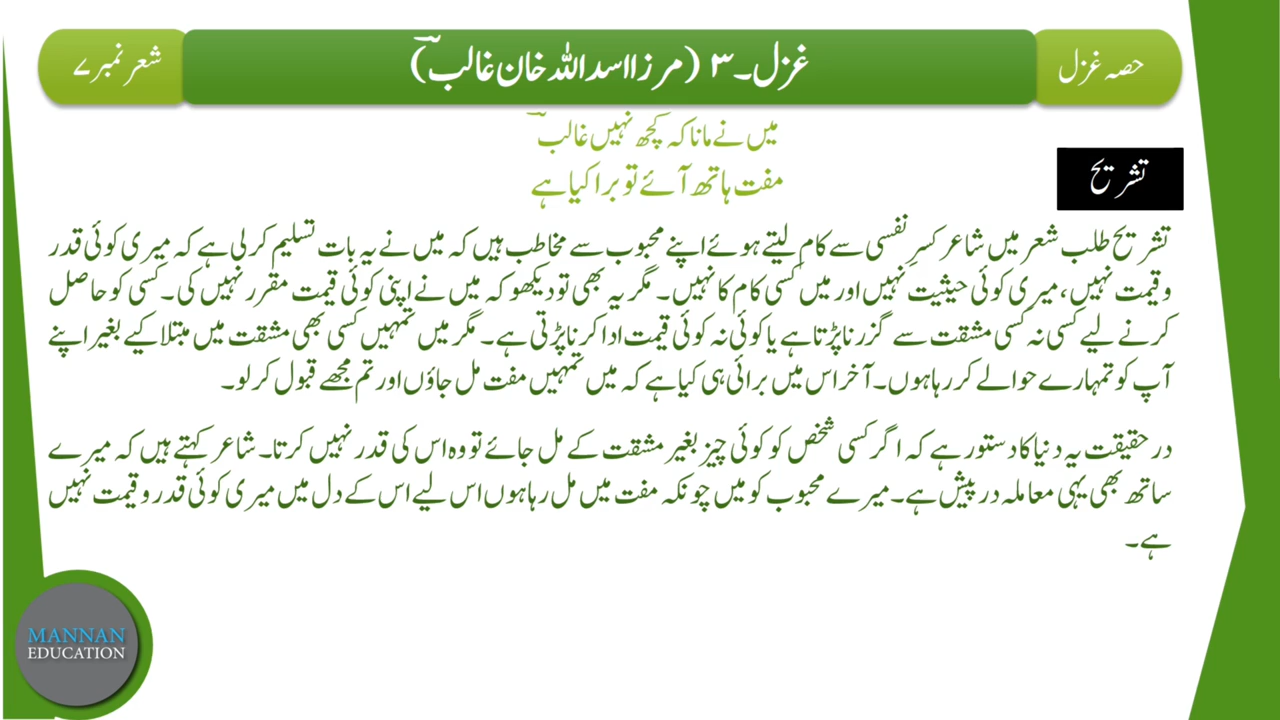 حصہ غزل
غزل۔۳ (مرزا اسد اللہ خان غالبؔ)
شعر نمبر ۷
میں نے مانا کہ کچھ نہیں غالبؔ
مفت ہاتھ آئے تو برا کیا ہے
تشریح
تشریح طلب شعر میں شاعر کسرِ نفسی سے کام لیتے ہوئے اپنے محبوب سے مخاطب ہیں کہ میں نے یہ بات تسلیم کر لی ہے کہ میری کوئی قدر
و قیمت نہیں، میری کوئی حیثیت نہیں اور میں کسی کام کا نہیں۔ مگر یہ بھی تو دیکھو کہ میں نے اپنی کوئی قیمت مقرر نہیں کی۔ کسی کو حاصل
کرنے لیے کسی نہ کسی مشقت سے گزرنا پڑتا ہے یا کوئی نہ کوئی قیمت ادا کرنا پڑتی ہے۔ مگر میں تمہیں کسی بھی مشقت میں مبتلا کیے بغیر اپنے
آپ کو تمہارے حوالے کر رہا ہوں۔ آخر اس میں برائی ہی کیا ہے کہ میں تمہیں مفت مل جاؤں اور تم مجھے قبول کر لو۔
در حقیقت یہ دنیا کا دستور ہے کہ اگر کسی شخص کو کوئی چیز بغیر مشقت کے مل جائے تو وہ اس کی قدر نہیں کرتا۔ شاعر کہتے ہیں کہ میرے
ساتھ بھی یہی معاملہ در پیش ہے۔ میرے محبوب کو میں چونکہ مفت میں مل رہا ہوں اس لیے اس کے دل میں میری کوئی قدر و قیمت نہیں
ہے۔
MANNAN
EDUCATION